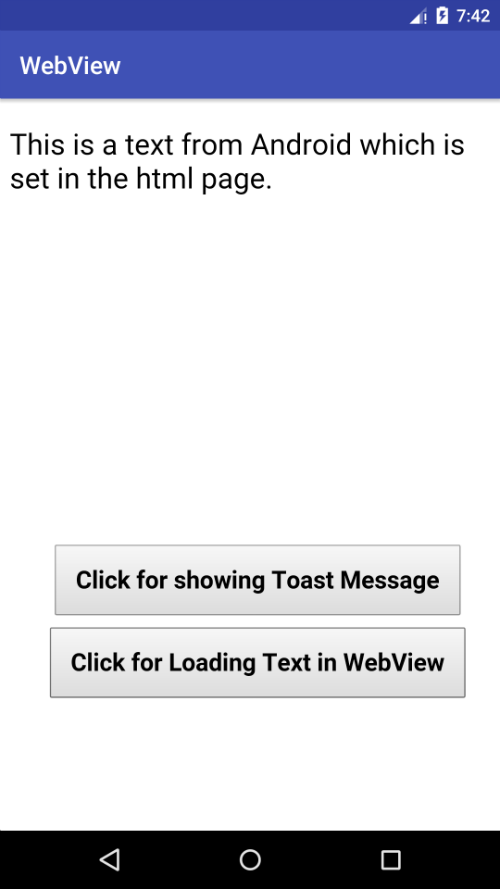 7:42
WebView
This is a text from Android which is
set in the html page.
Click for showing Toast Message
Click for Loading Text in WebView